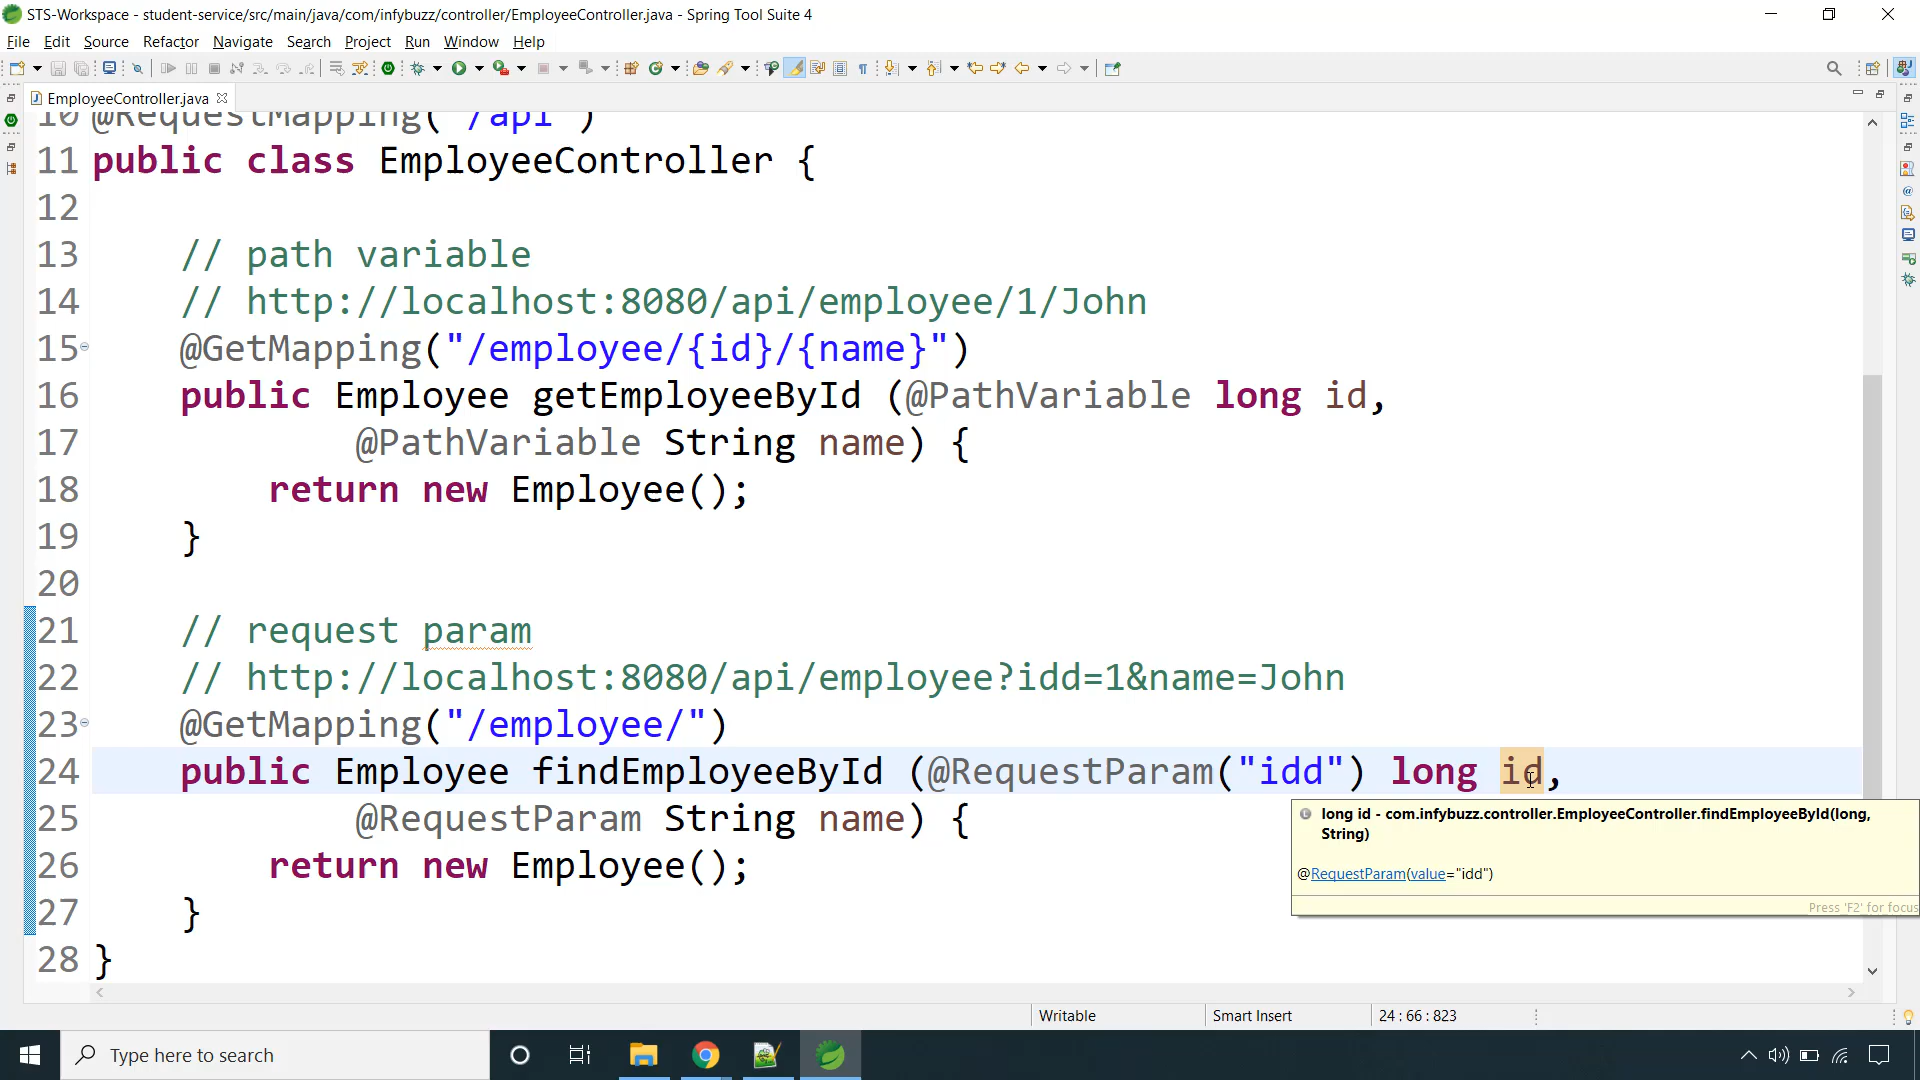 STS-Workspace - student-service/src/main/java/com/infybuzz/controller/EmployeeController.java - Spring Tool Suite 4
File Edit Source Refactor Navigate Search Project Run Window Help
EmployeeController.java
10 @RequestMapping("/api")
11 public class EmployeeController {
12
13 // path variable
14 // http://localhost:8080/api/employee/1/John
15 @GetMapping("/employee/{id}/{name}")
16 public Employee getEmployeeById (@PathVariable long id,
17 @PathVariable String name) {
18 return new Employee();
19 }
20
21 // request param
22 // http://localhost:8080/api/employee?idd=1&name=John
23 @GetMapping("/employee/")
24 public Employee findEmployeeById (@RequestParam("idd") long id,
25 @RequestParam String name) {
26 return new Employee();
27 }
28 }
long id - com.infybuzz.controller.EmployeeController.findEmployeeById(long,
String)
@RequestParam(value="idd")
Press 'F2' for focus
Writable Smart Insert 24 : 66 : 823
Type here to search